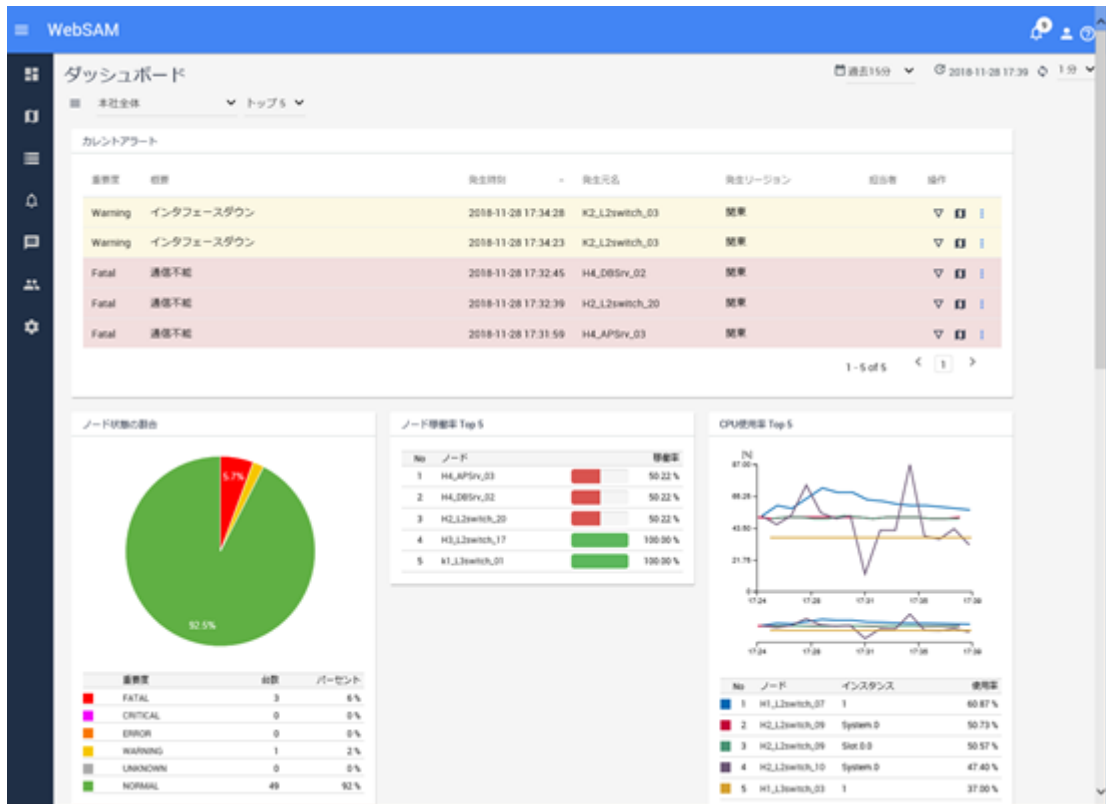 WebSAM
ダッシュボード
過去15分 2018-11-28 17:39 1分
本社全体 トップ 5
カレントアラート
重要度 概要 発生時刻 発生元名 発生リージョン 担当者 操作
Warning インタフェースダウン 2018-11-28 17:34:28 K2_L2switch_03 関東
Warning インタフェースダウン 2018-11-28 17:34:23 K2_L2switch_03 関東
Fatal 通信不能 2018-11-28 17:32:45 H4_DBSrv_02 関東
Fatal 通信不能 2018-11-28 17:32:39 H2_L2switch_20 関東
Fatal 通信不能 2018-11-28 17:31:59 H4_APSrv_03 関東
1 - 5 of 5 < 1 >
ノード状態の割合
5.7%
92.5%
重要度 台数 パーセント
FATAL 3 6 %
CRITICAL 0 0 %
ERROR 0 0 %
WARNING 1 2 %
UNKNOWN 0 0 %
NORMAL 49 92 %
ノード稼働率 Top 5
No ノード 稼働率
1 H4_APSrv_03 50.22 %
2 H4_DBSrv_02 50.22 %
3 H2_L2switch_20 50.22 %
4 H3_L2switch_17 100.00 %
5 k1_L3switch_01 100.00 %
CPU使用率 Top 5
[%]
87.00
65.25
43.50
21.75
0
17:24 17:28 17:31 17:35 17:39
17:24 17:28 17:31 17:35 17:39
No ノード インスタンス 使用率
1 H1_L2switch_07 1 60.87 %
2 H2_L2switch_09 System.0 50.73 %
3 H2_L2switch_09 Slot.0.0 50.57 %
4 H2_L2switch_10 System.0 47.40 %
5 H1_L3switch_03 1 37.00 %